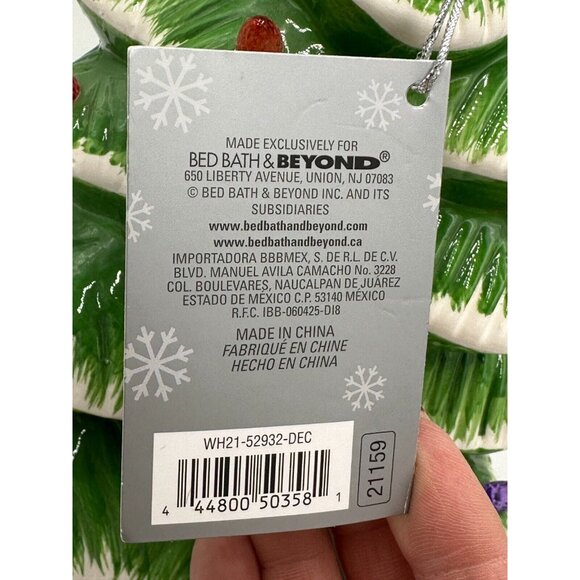 MADE EXCLUSIVELY FOR
BED BATH & BEYOND®
650 LIBERTY AVENUE, UNION, NJ 07083
© BED BATH & BEYOND INC. AND ITS
SUBSIDIARIES
www.bedbathandbeyond.com
www.bedbathandbeyond.ca
IMPORTADORA BBBMEX, S. DE R.L. DE C.V.
BLVD. MANUEL AVILA CAMACHO No. 3228
COL. BOULEVARES, NAUCALPAN DE JUÁREZ
ESTADO DE MÉXICO C.P. 53140 MÉXICO
R.F.C. IBB-060425-DI8
MADE IN CHINA
FABRIQUÉ EN CHINE
HECHO EN CHINA
WH21-52932-DEC
4 44800 50358 1
21159